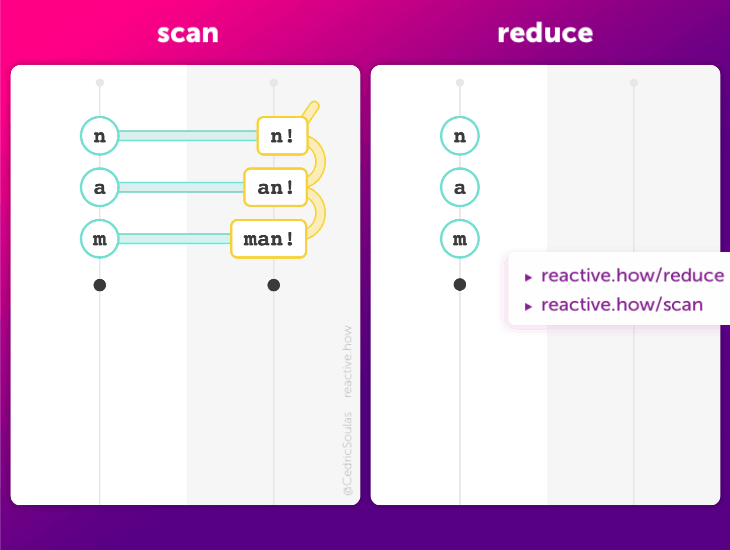 scan
reduce
n
n!
a
an!
m
man!
@CedricSoulas reactive.how
n
a
m
▸ reactive.how/reduce
▸ reactive.how/scan